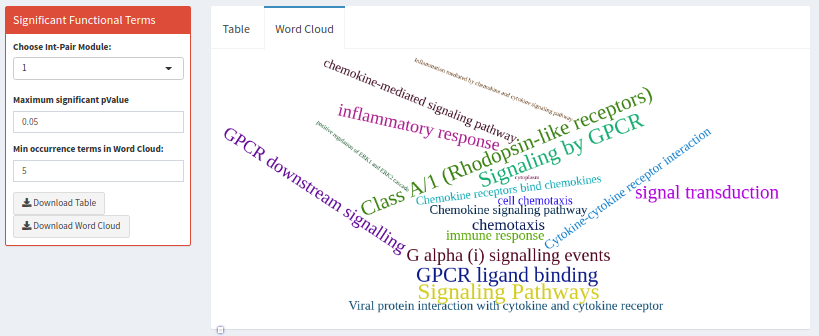 Significant Functional Terms
Choose Int-Pair Module:
1
Maximum significant pValue
0.05
Min occurrence terms in Word Cloud:
5
Download Table
Download Word Cloud
Table
Word Cloud
Inflammation mediated by chemokine and cytokine signaling pathway
chemokine-mediated signaling pathway
inflammatory response
positive regulation of ERK1 and ERK2 cascade
GPCR downstream signalling
Class A/1 (Rhodopsin-like receptors)
Signaling by GPCR
cytoplasm
Chemokine receptors bind chemokines
cell chemotaxis
Cytokine-cytokine receptor interaction
signal transduction
Chemokine signaling pathway
chemotaxis
immune response
G alpha (i) signalling events
GPCR ligand binding
Signaling Pathways
Viral protein interaction with cytokine and cytokine receptor